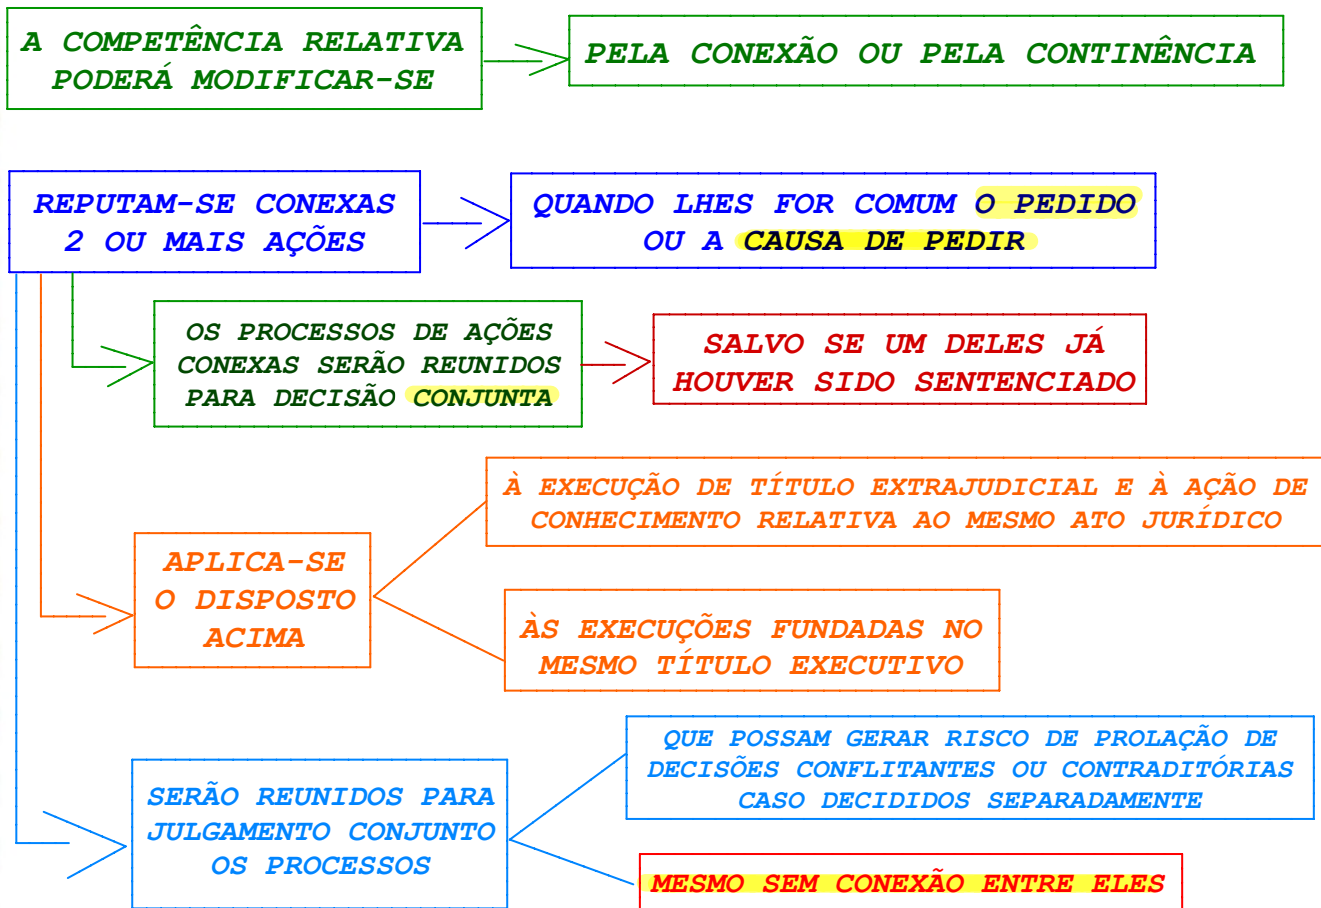 A COMPETÊNCIA RELATIVA
PODERÁ MODIFICAR-SE
PELA CONEXÃO OU PELA CONTINÊNCIA
REPUTAM-SE CONEXAS
2 OU MAIS AÇÕES
QUANDO LHES FOR COMUM O PEDIDO
OU A CAUSA DE PEDIR
OS PROCESSOS DE AÇÕES
CONEXAS SERÃO REUNIDOS
PARA DECISÃO CONJUNTA
SALVO SE UM DELES JÁ
HOUVER SIDO SENTENCIADO
APLICA-SE
O DISPOSTO
ACIMA
À EXECUÇÃO DE TÍTULO EXTRAJUDICIAL E À AÇÃO DE
CONHECIMENTO RELATIVA AO MESMO ATO JURÍDICO
ÀS EXECUÇÕES FUNDADAS NO
MESMO TÍTULO EXECUTIVO
SERÃO REUNIDOS PARA
JULGAMENTO CONJUNTO
OS PROCESSOS
QUE POSSAM GERAR RISCO DE PROLAÇÃO DE
DECISÕES CONFLITANTES OU CONTRADITÓRIAS
CASO DECIDIDOS SEPARADAMENTE
MESMO SEM CONEXÃO ENTRE ELES